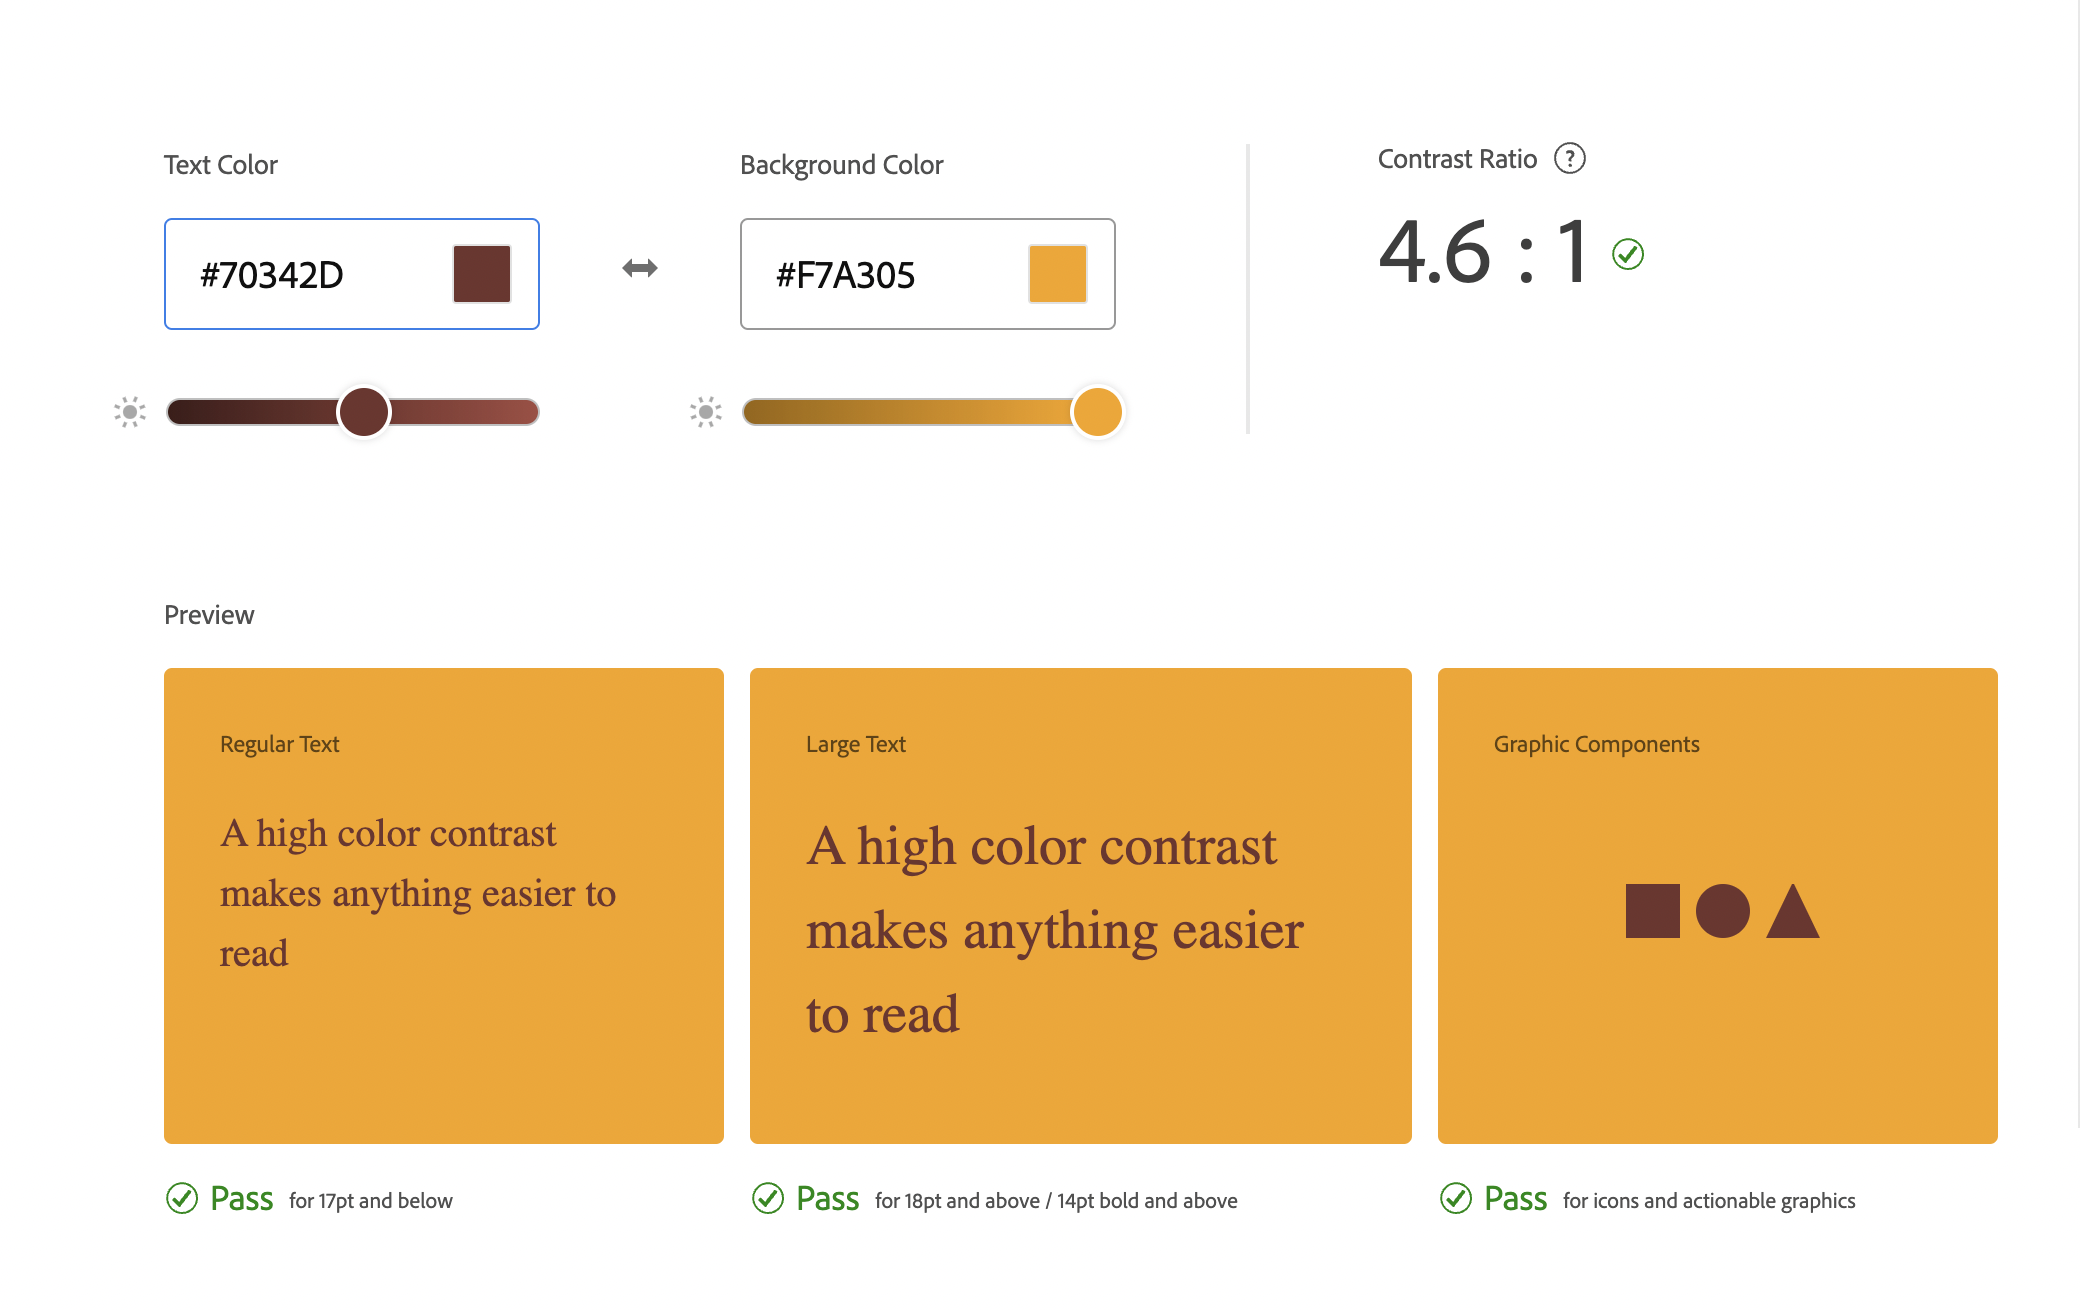 Text Color
Background Color
Contrast Ratio ?
#70342D
#F7A305
4.6 : 1
Preview
Regular Text
A high color contrast
makes anything easier to
read
Large Text
A high color contrast
makes anything easier
to read
Graphic Components
Pass for 17pt and below
Pass for 18pt and above / 14pt bold and above
Pass for icons and actionable graphics